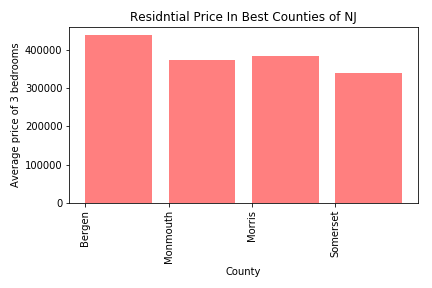 Residntial Price In Best Counties of NJ
Average price of 3 bedrooms
400000
300000
200000
100000
0
Bergen
Monmouth
Morris
Somerset
County